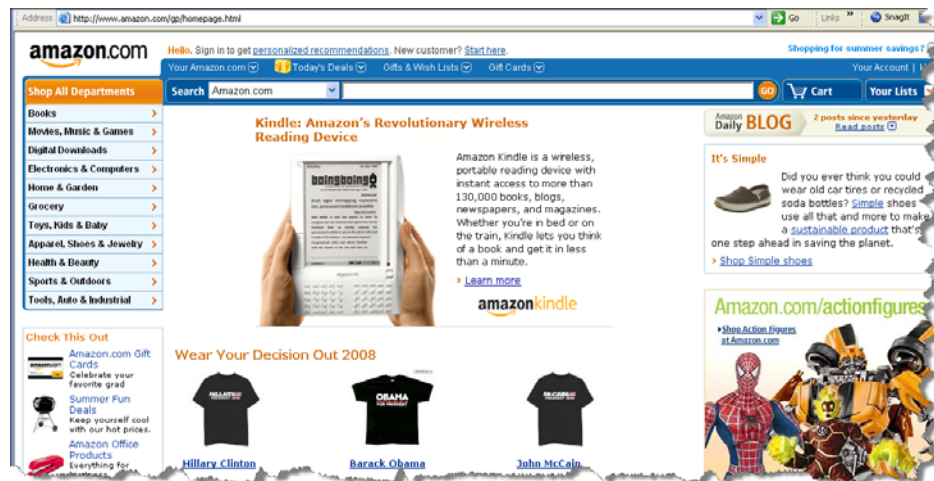 Address http://www.amazon.com/gp/homepage.html Go Links » SnagIt
amazon.com
Hello. Sign in to get personalized recommendations. New customer? Start here.
Shopping for summer savings?
Your Amazon.com Today's Deals Gifts & Wish Lists Gift Cards
Your Account |
Shop All Departments
Search Amazon.com GO Cart Your Lists
Books
Movies, Music & Games
Digital Downloads
Electronics & Computers
Home & Garden
Grocery
Toys, Kids & Baby
Apparel, Shoes & Jewelry
Health & Beauty
Sports & Outdoors
Tools, Auto & Industrial
Check This Out
Amazon.com Gift
Cards
Celebrate your
favorite grad
Summer Fun
Deals
Keep yourself cool
with our hot prices.
Amazon Office
Products
Everything for
Kindle: Amazon's Revolutionary Wireless
Reading Device
boingboing
Amazon Kindle is a wireless,
portable reading device with
instant access to more than
130,000 books, blogs,
newspapers, and magazines.
Whether you're in bed or on
the train, Kindle lets you think
of a book and get it in less
than a minute.
Learn more
amazonkindle
Wear Your Decision Out 2008
HILLARY
OBAMA
FOR PRESIDENT
McCAIN
Hillary Clinton
Barack Obama
John McCain
Amazon
Daily BLOG
2 posts since yesterday
Read posts
It's Simple
Did you ever think you could
wear old car tires or recycled
soda bottles? Simple shoes
use all that and more to make
a sustainable product that's
one step ahead in saving the planet.
Shop Simple shoes
Amazon.com/actionfigures
Shop Action Figures
at Amazon.com